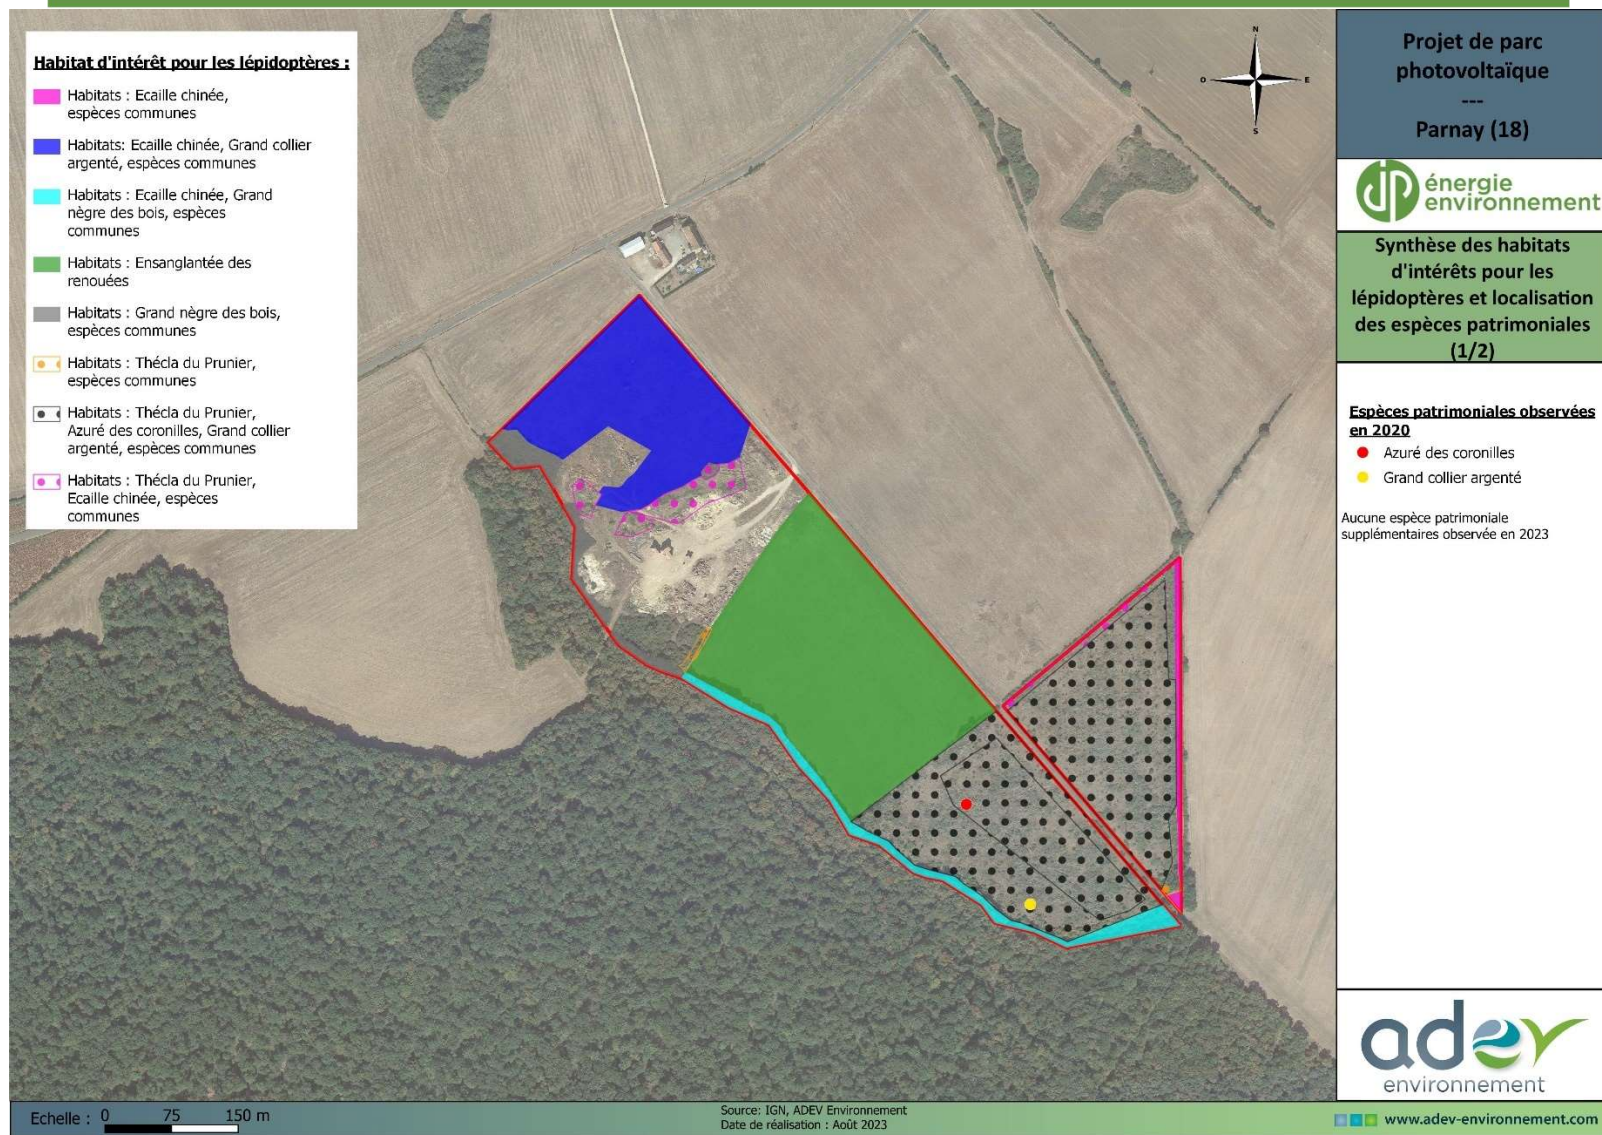 Habitat d'intérêt pour les lépidoptères :
Habitats : Ecaille chinée,
espèces communes
Habitats: Ecaille chinée, Grand collier
argenté, espèces communes
Habitats : Ecaille chinée, Grand
nègre des bois, espèces
communes
Habitats : Ensanglantée des
renouées
Habitats : Grand nègre des bois,
espèces communes
Habitats : Thécla du Prunier,
espèces communes
Habitats : Thécla du Prunier,
Azuré des coronilles, Grand collier
argenté, espèces communes
Habitats : Thécla du Prunier,
Ecaille chinée, espèces
communes
N
O
E
S
Projet de parc
photovoltaïque
---
Parnay (18)
JP
énergie
environnement
Synthèse des habitats
d'intérêts pour les
lépidoptères et localisation
des espèces patrimoniales
(1/2)
Espèces patrimoniales observées
en 2020
Azuré des coronilles
Grand collier argenté
Aucune espèce patrimoniale
supplémentaires observée en 2023
adev
environnement
Echelle : 0 75 150 m
Source: IGN, ADEV Environnement
Date de réalisation : Août 2023
www.adev-environnement.com